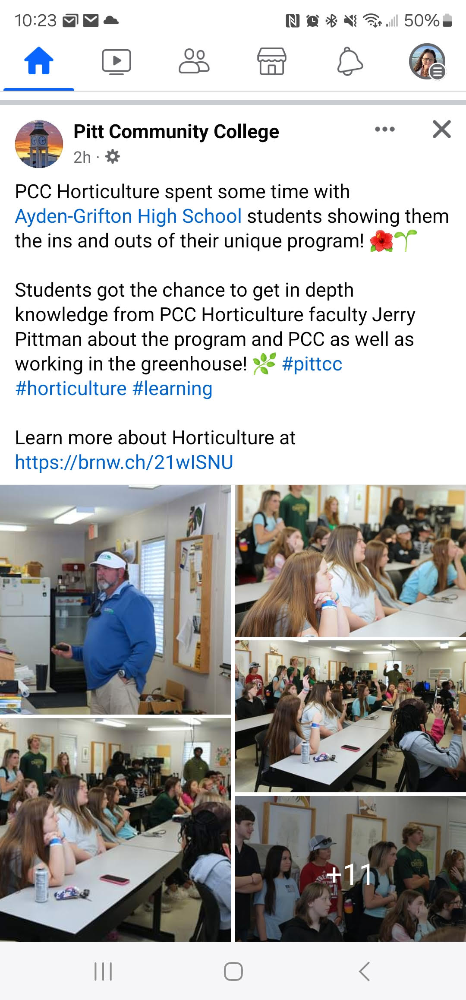 10:23
50%
Pitt Community College
2h ·
PCC Horticulture spent some time with
Ayden-Grifton High School students showing them
the ins and outs of their unique program! 🌺🌱
Students got the chance to get in depth
knowledge from PCC Horticulture faculty Jerry
Pittman about the program and PCC as well as
working in the greenhouse! 🌿 #pittcc
#horticulture #learning
Learn more about Horticulture at
https://brnw.ch/21wISNU
Red Bull
+11